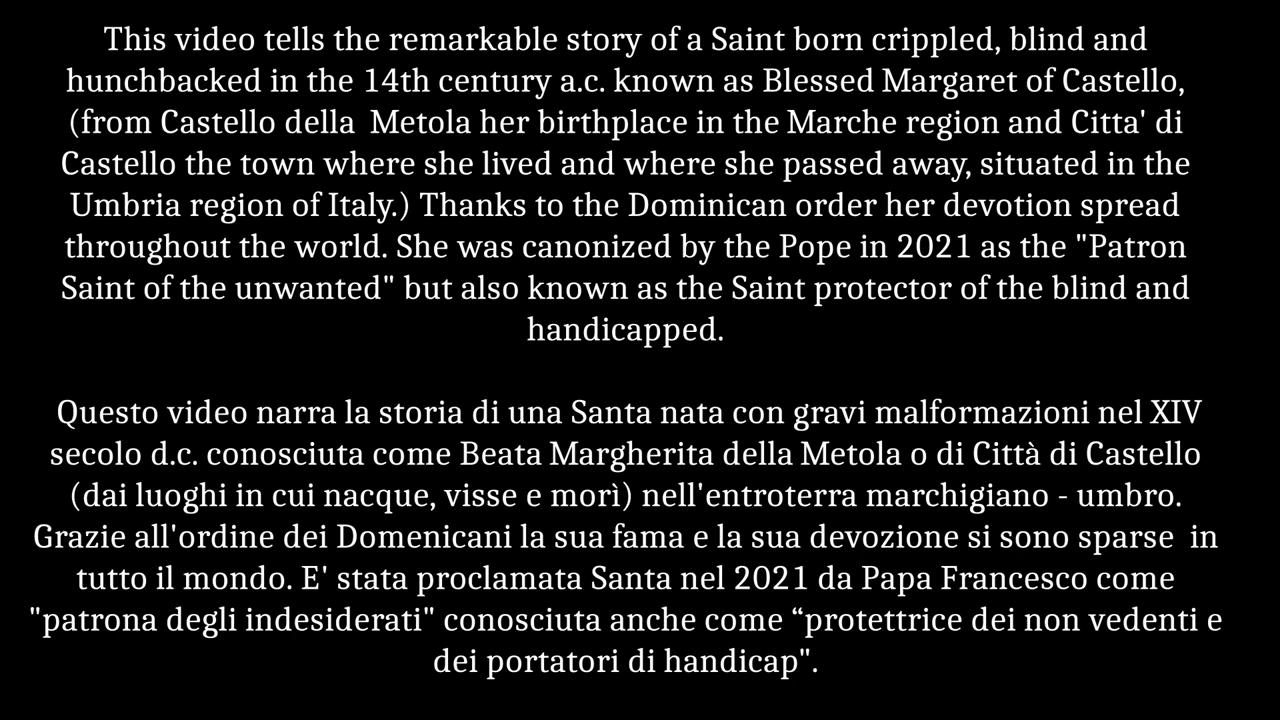 This video tells the remarkable story of a Saint born crippled, blind and
hunchbacked in the 14th century a.c. known as Blessed Margaret of Castello,
(from Castello della  Metola her birthplace in the Marche region and Citta' di
Castello the town where she lived and where she passed away, situated in the
Umbria region of Italy.) Thanks to the Dominican order her devotion spread
throughout the world. She was canonized by the Pope in 2021 as the "Patron
Saint of the unwanted" but also known as the Saint protector of the blind and
handicapped.
Questo video narra la storia di una Santa nata con gravi malformazioni nel XIV
secolo d.c. conosciuta come Beata Margherita della Metola o di Città di Castello
(dai luoghi in cui nacque, visse e morì) nell'entroterra marchigiano - umbro.
Grazie all'ordine dei Domenicani la sua fama e la sua devozione si sono sparse  in
tutto il mondo. E' stata proclamata Santa nel 2021 da Papa Francesco come
"patrona degli indesiderati" conosciuta anche come “protettrice dei non vedenti e
dei portatori di handicap".